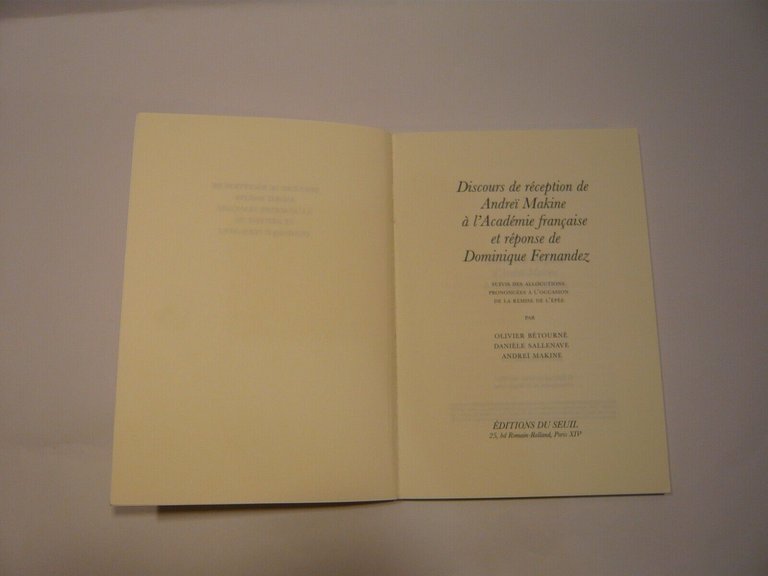 Discours de réception de
Andreï Makine
à l'Académie française
et réponse de
Dominique Fernandez
SUIVIS DES ALLOCUTIONS
PRONONCÉES À L'OCCASION
DE LA REMISE DE L'ÉPÉE
PAR
OLIVIER BÉTOURNÉ
DANIÈLE SALLENAVE
ANDREÏ MAKINE
ÉDITIONS DU SEUIL
25, bd Romain-Rolland, Paris XIV